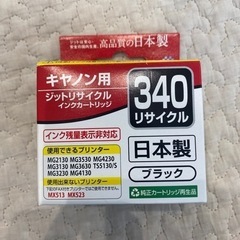 高品質の日本製
キヤノン用
ジットリサイクル
インクカートリッジ
340
リサイクル
インク残量表示非対応
日本製
使用できるプリンター
MG2130 MG3530 MG4230
MG3130 MG3630 TS5130/S
MG3230 MG4130
ブラック
使用出来ないプリンター
MX513 MX523
純正カートリッジ再生品